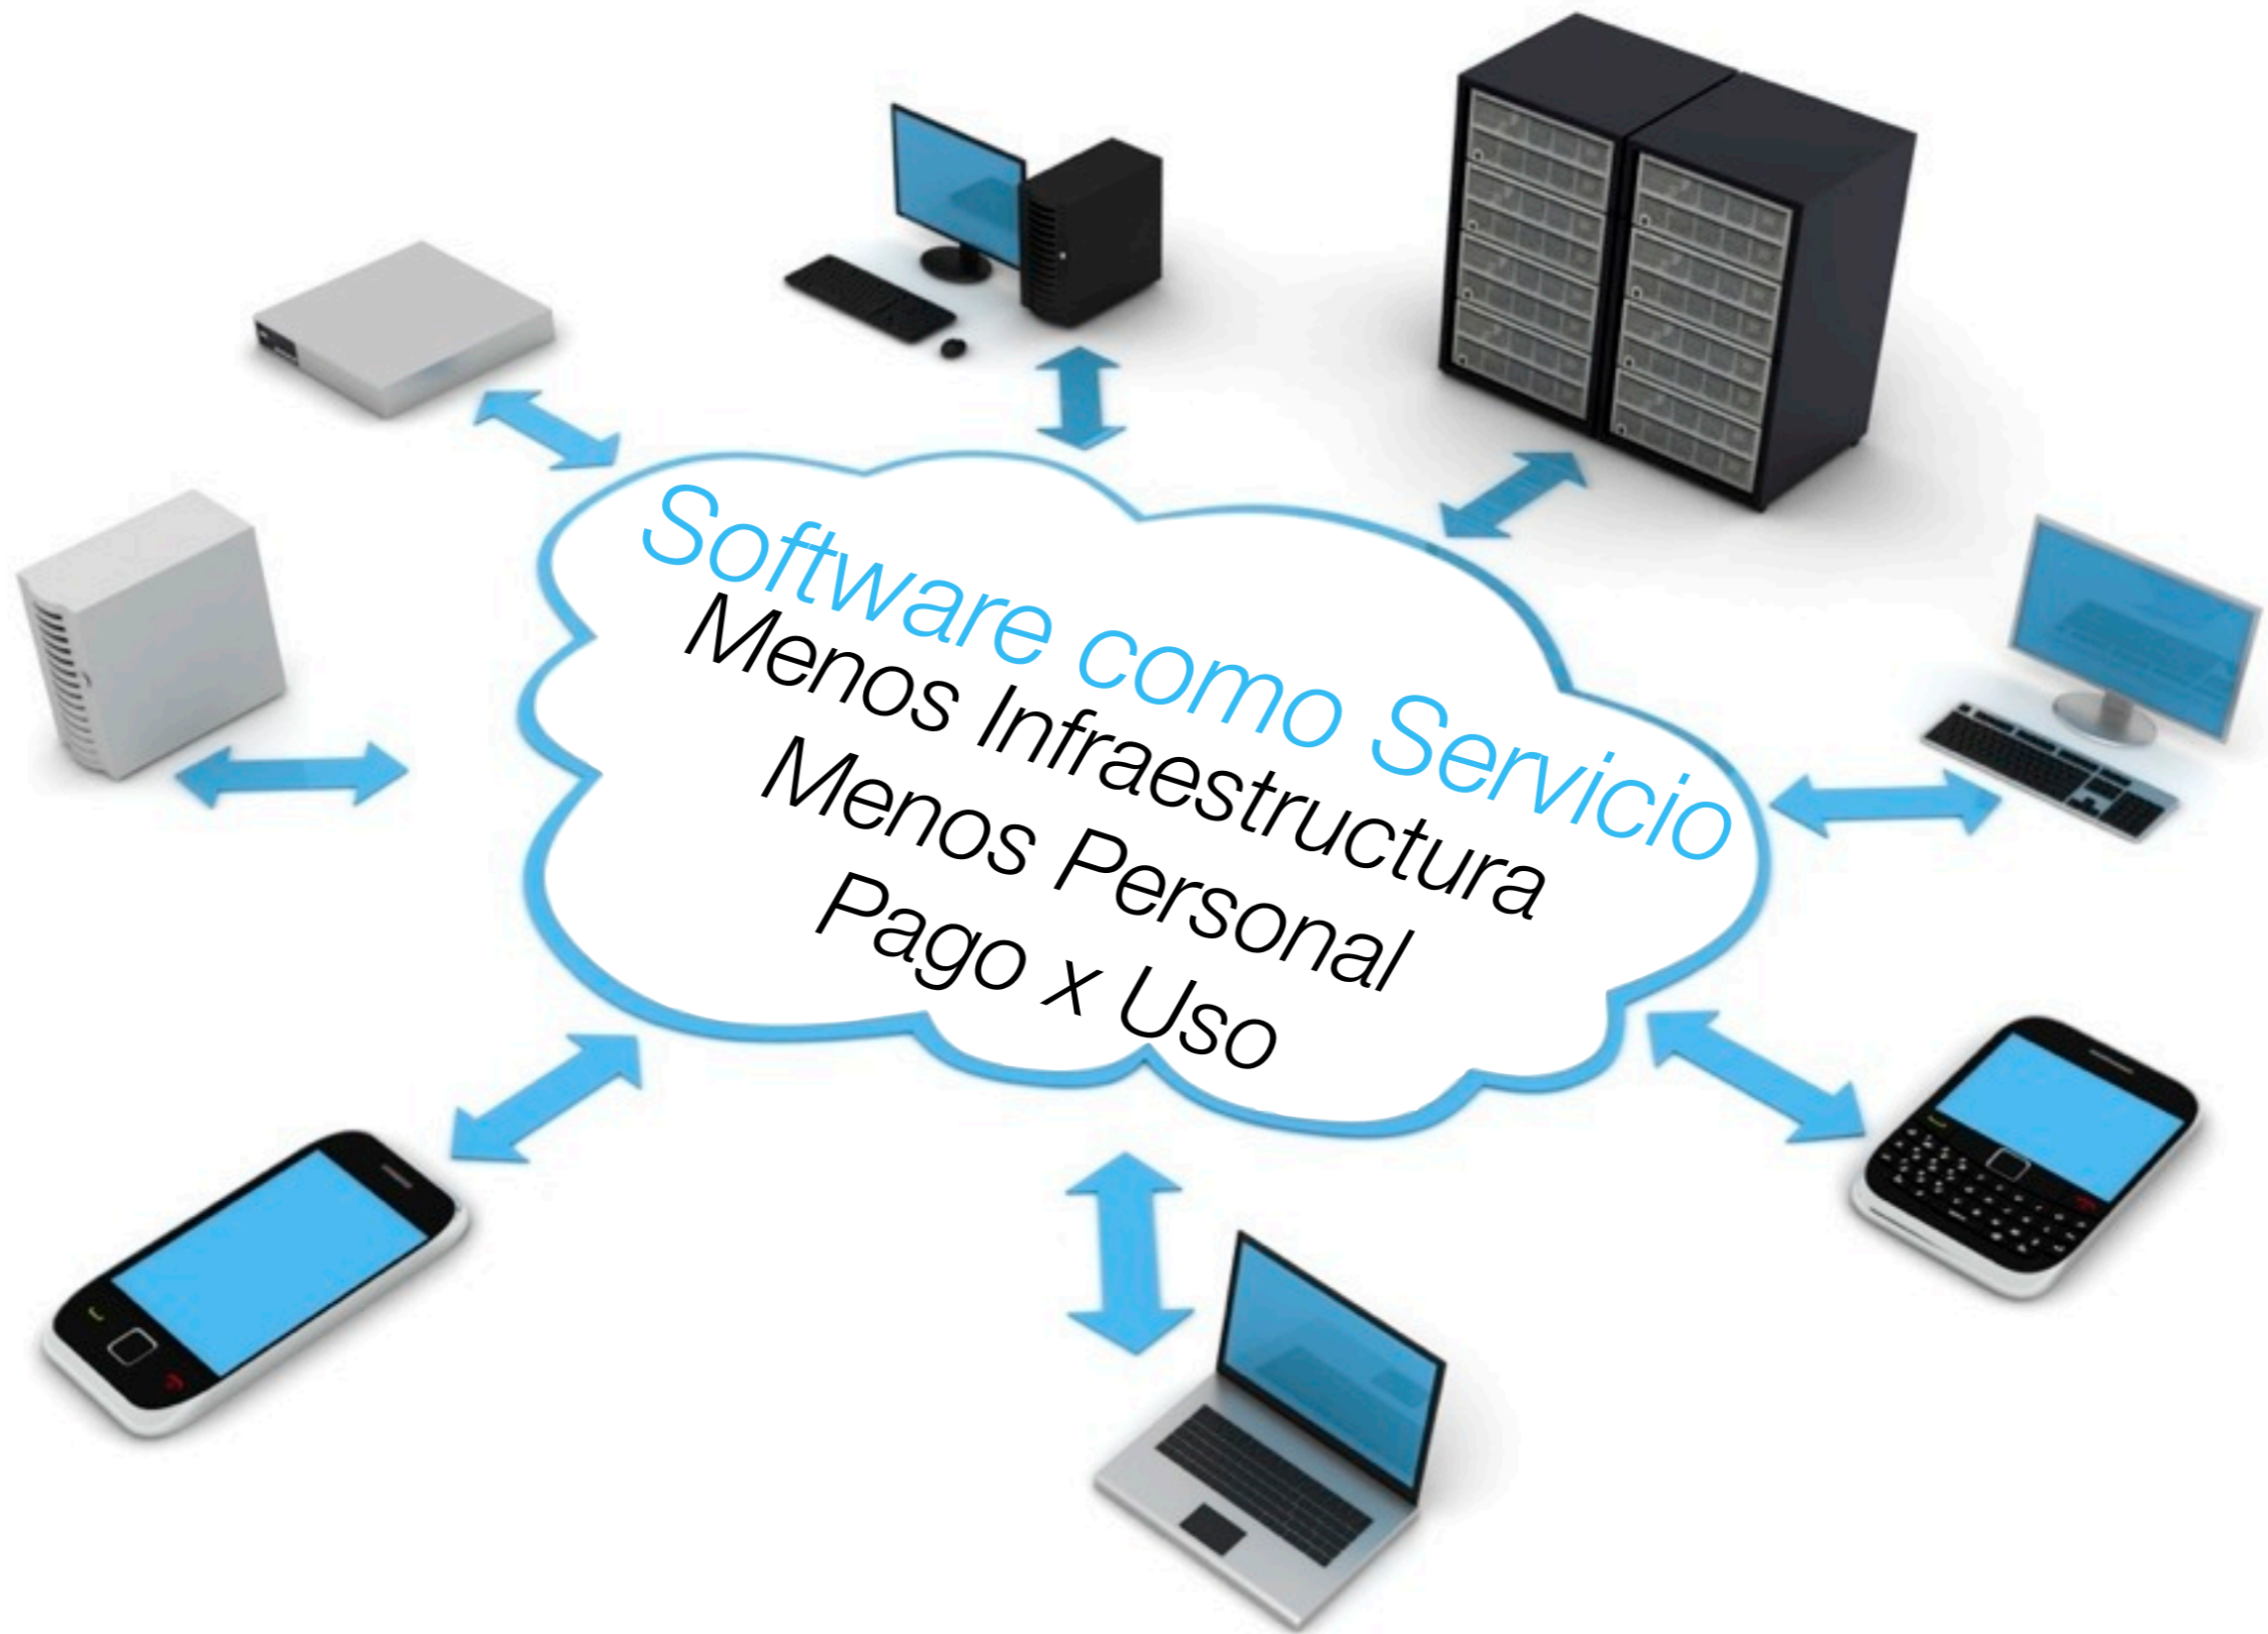 Software como Servicio
Menos Infraestructura
Menos Personal
Pago x Uso